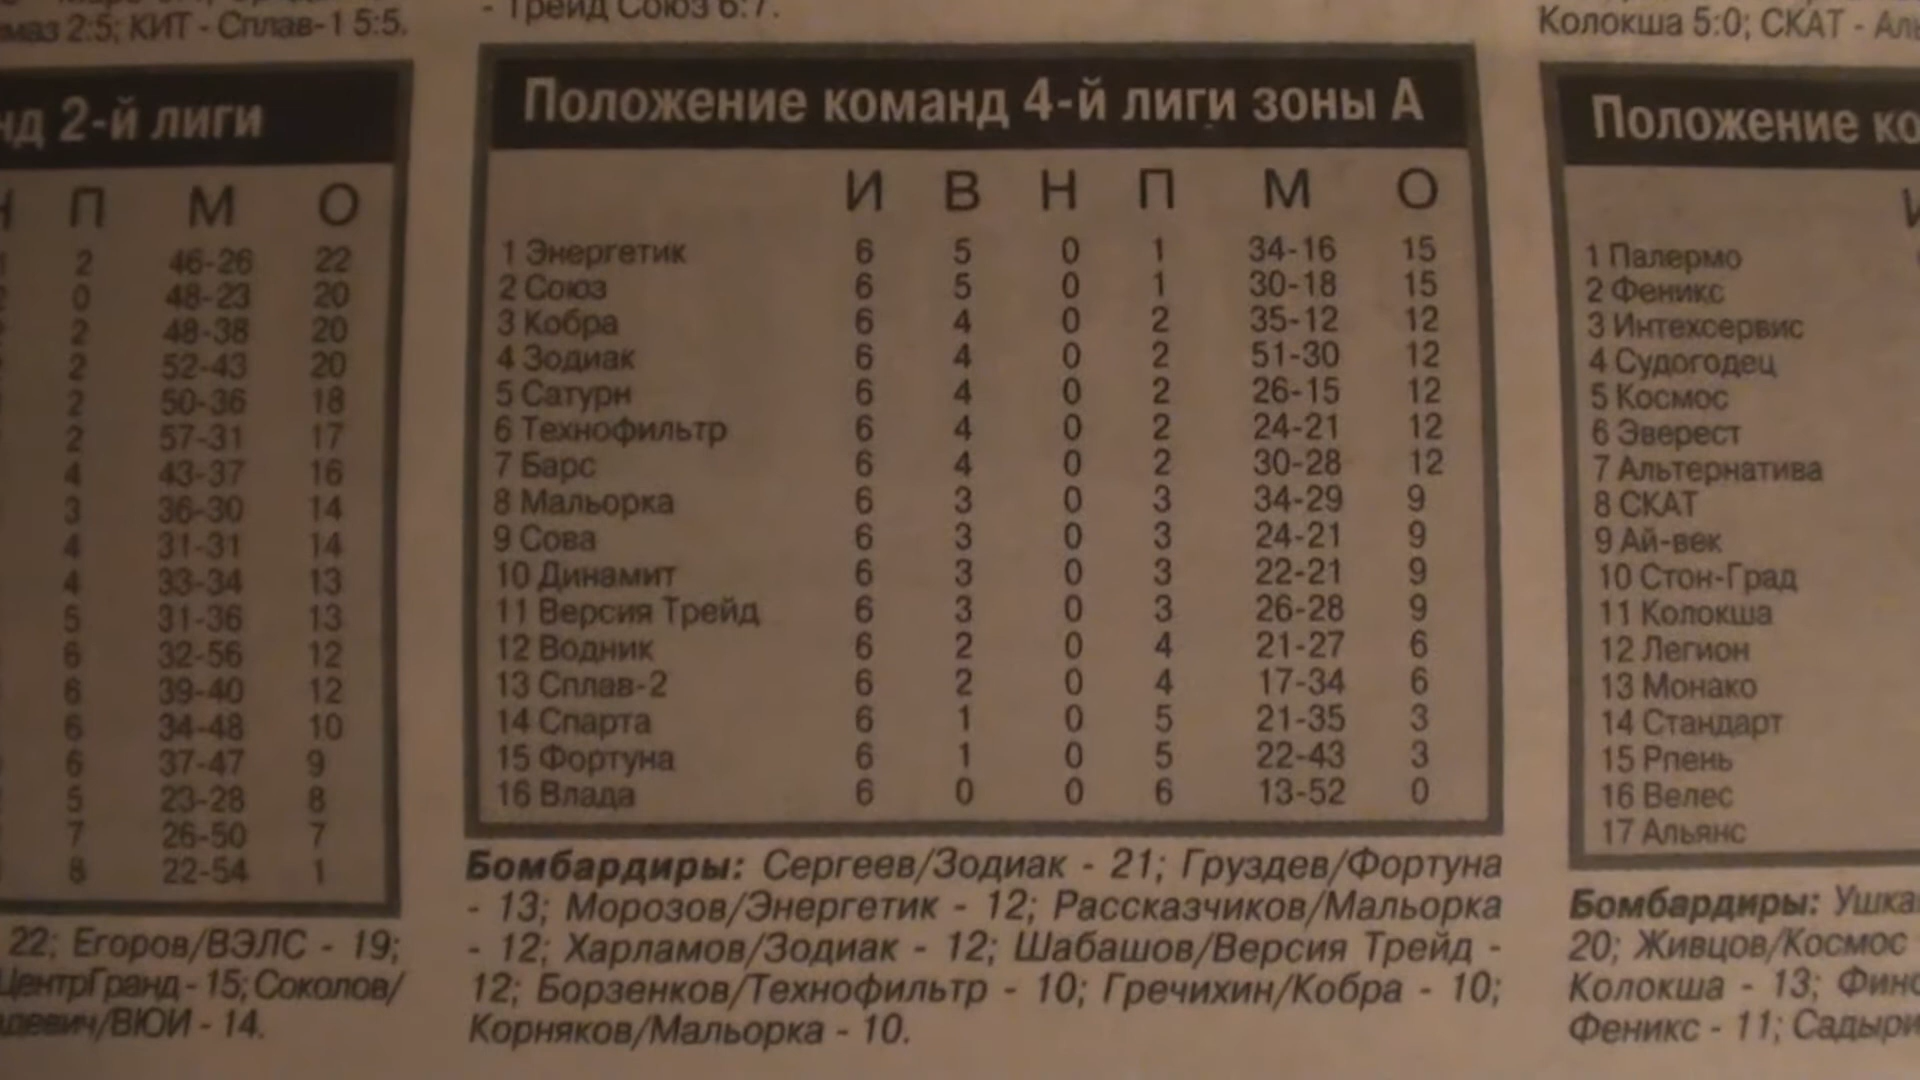 маз 2:5; КИТ - Сплав-1 5:5.
нд 2-й лиги
П М О
2 46-26 22
0 48-23 20
2 48-38 20
2 52-43 20
2 50-36 18
2 57-31 17
4 43-37 16
3 36-30 14
4 31-31 14
4 33-34 13
5 31-36 13
6 32-56 12
6 39-40 12
6 34-48 10
6 37-47 9
5 23-28 8
7 26-50 7
8 22-54 1
22; Егоров/ВЭЛС - 19;
ЦентрГранд - 15; Соколов/
девич/ВЮИ - 14.
- Трейд Союз 6:7.
Положение команд 4-й лиги зоны А
И В Н П М О
1 Энергетик 6 5 0 1 34-16 15
2 Союз 6 5 0 1 30-18 15
3 Кобра 6 4 0 2 35-12 12
4 Зодиак 6 4 0 2 51-30 12
5 Сатурн 6 4 0 2 26-15 12
6 Технофильтр 6 4 0 2 24-21 12
7 Барс 6 4 0 2 30-28 12
8 Мальорка 6 3 0 3 34-29 9
9 Сова 6 3 0 3 24-21 9
10 Динамит 6 3 0 3 22-21 9
11 Версия Трейд 6 3 0 3 26-28 9
12 Водник 6 2 0 4 21-27 6
13 Сплав-2 6 2 0 4 17-34 6
14 Спарта 6 1 0 5 21-35 3
15 Фортуна 6 1 0 5 22-43 3
16 Влада 6 0 0 6 13-52 0
Бомбардиры: Сергеев/Зодиак - 21; Груздев/Фортуна
- 13; Морозов/Энергетик - 12; Рассказчиков/Мальорка
- 12; Харламов/Зодиак - 12; Шабашов/Версия Трейд -
12; Борзенков/Технофильтр - 10; Гречихин/Кобра - 10;
Корняков/Мальорка - 10.
Колокша 5:0; СКАТ - Аль
Положение ко
1 Палермо
2 Феникс
3 Интехсервис
4 Судогодец
5 Космос
6 Эверест
7 Альтернатива
8 СКАТ
9 Ай-век
10 Стон-Град
11 Колокша
12 Легион
13 Монако
14 Стандарт
15 Рпень
16 Велес
17 Альянс
Бомбардиры: Ушка
20; Живцов/Космос
Колокша - 13; Фино
Феникс - 11; Садыри